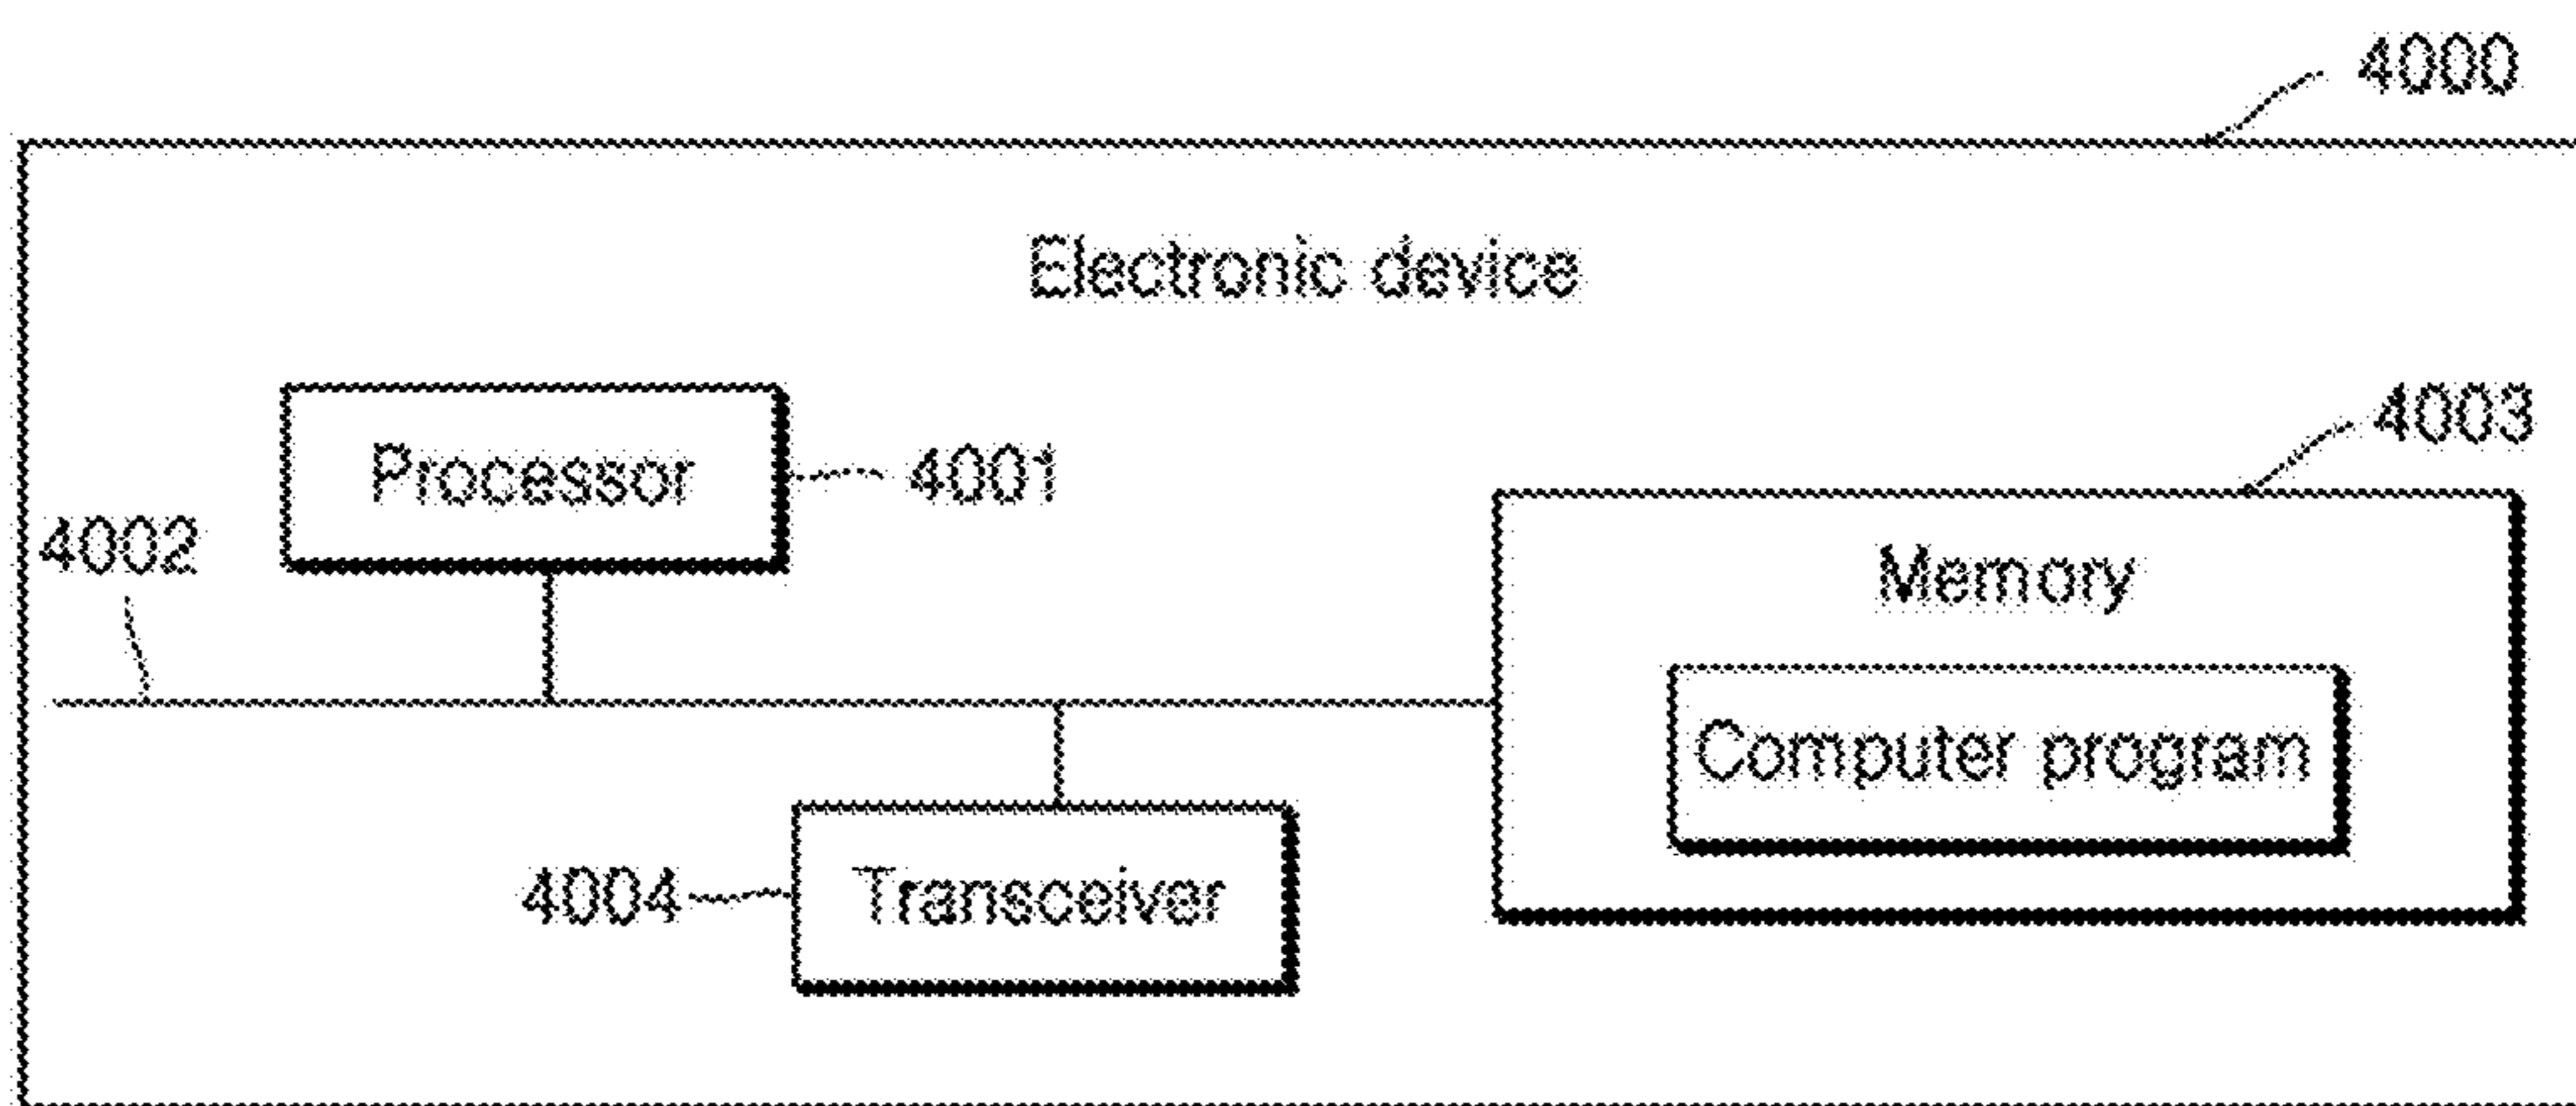 4000
Electronic device
4003
Processor
4001
4002
Memory
Computer program
4004
Transceiver